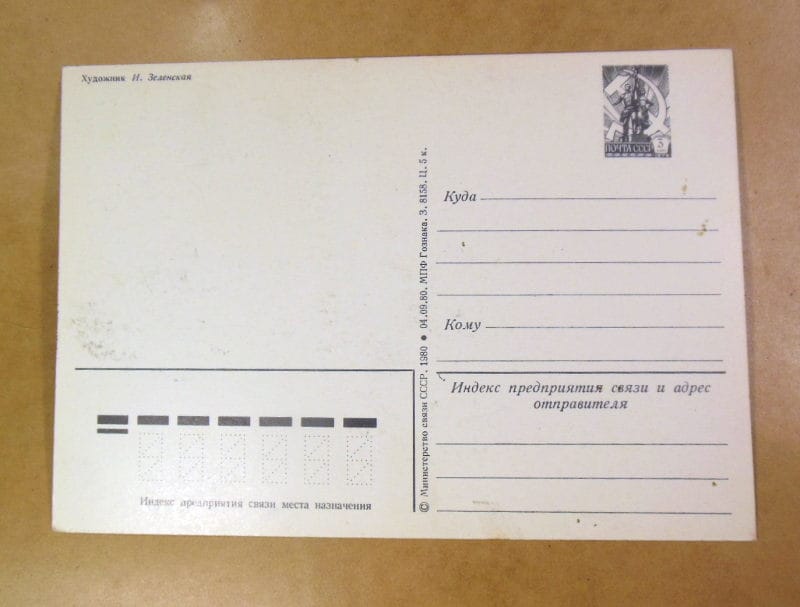 Художник И. Зеленская
ПОЧТА СССР 3
Куда
Кому
Индекс предприятия связи и адрес
отправителя
© Министерство связи СССР, 1980 ● 04.09.80. МПФ Гознака. З. 8158. Ц. 5 к.
Индекс предприятия связи места назначения